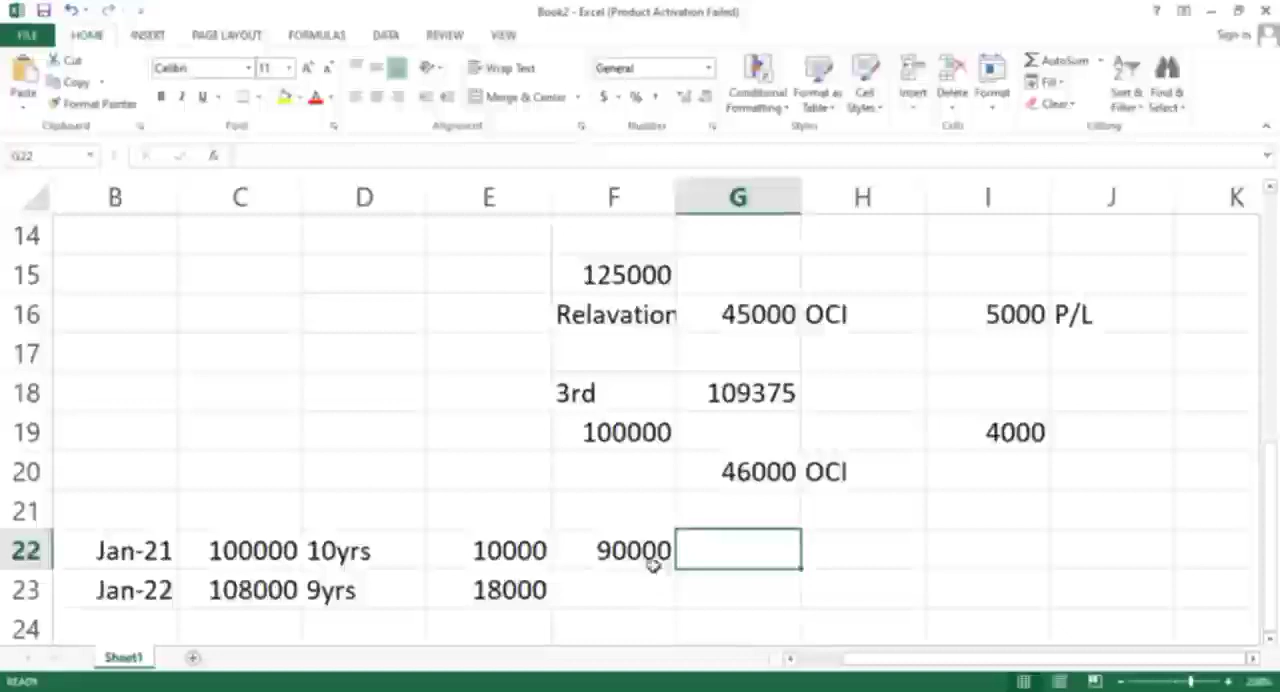 Book2 - Excel (Product Activation Failed)
FILE HOME INSERT PAGE LAYOUT FORMULAS DATA REVIEW VIEW Sign in
Paste Cut Copy Format Painter Clipboard
Calibri 11 B I U Font
Wrap Text Merge & Center Alignment
General $ % Number
Conditional Formatting Format as Table Cell Styles Styles
Insert Delete Format Cells
AutoSum Fill Clear Sort & Filter Find & Select Editing
G22 fx
B C D E F G H I J K
14
15 125000
16 Relavation 45000 OCI 5000 P/L
17
18 3rd 109375
19 100000 4000
20 46000 OCI
21
22 Jan-21 100000 10yrs 10000 90000
23 Jan-22 108000 9yrs 18000
24
Sheet1
READY